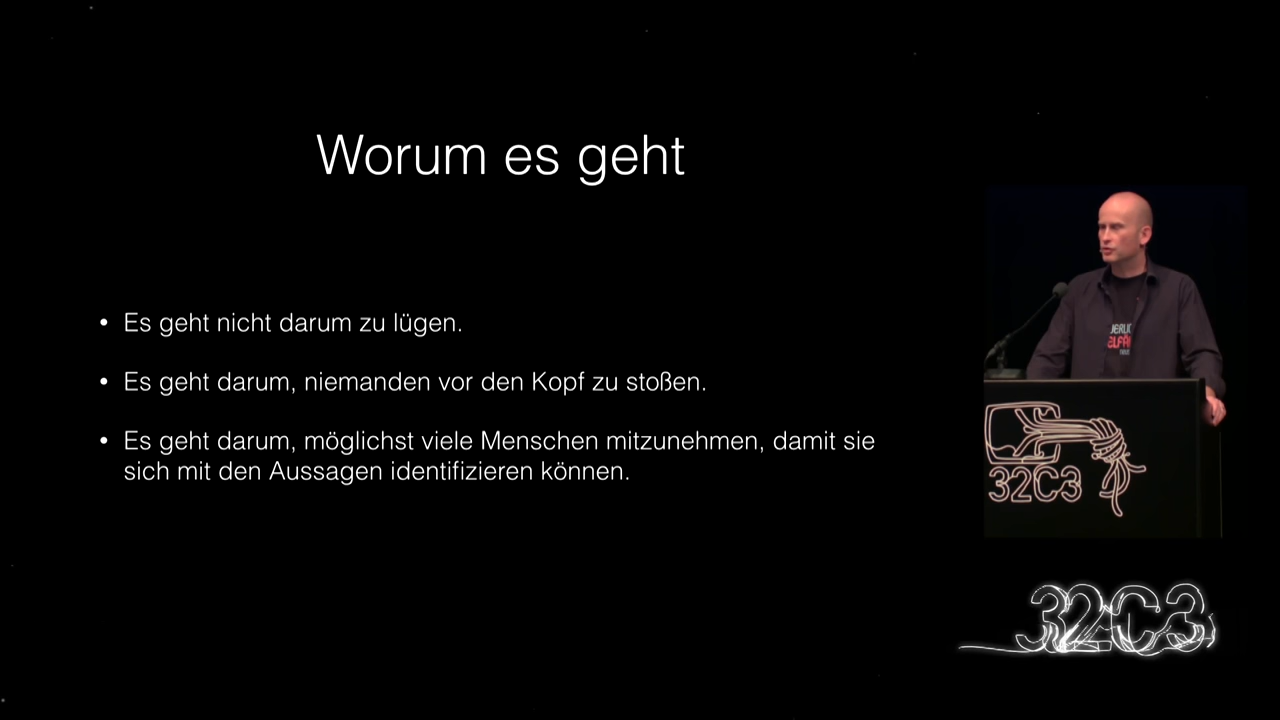 Worum es geht
• Es geht nicht darum zu lügen.
• Es geht darum, niemanden vor den Kopf zu stoßen.
• Es geht darum, möglichst viele Menschen mitzunehmen, damit sie
sich mit den Aussagen identifizieren können.
32C3
32C3